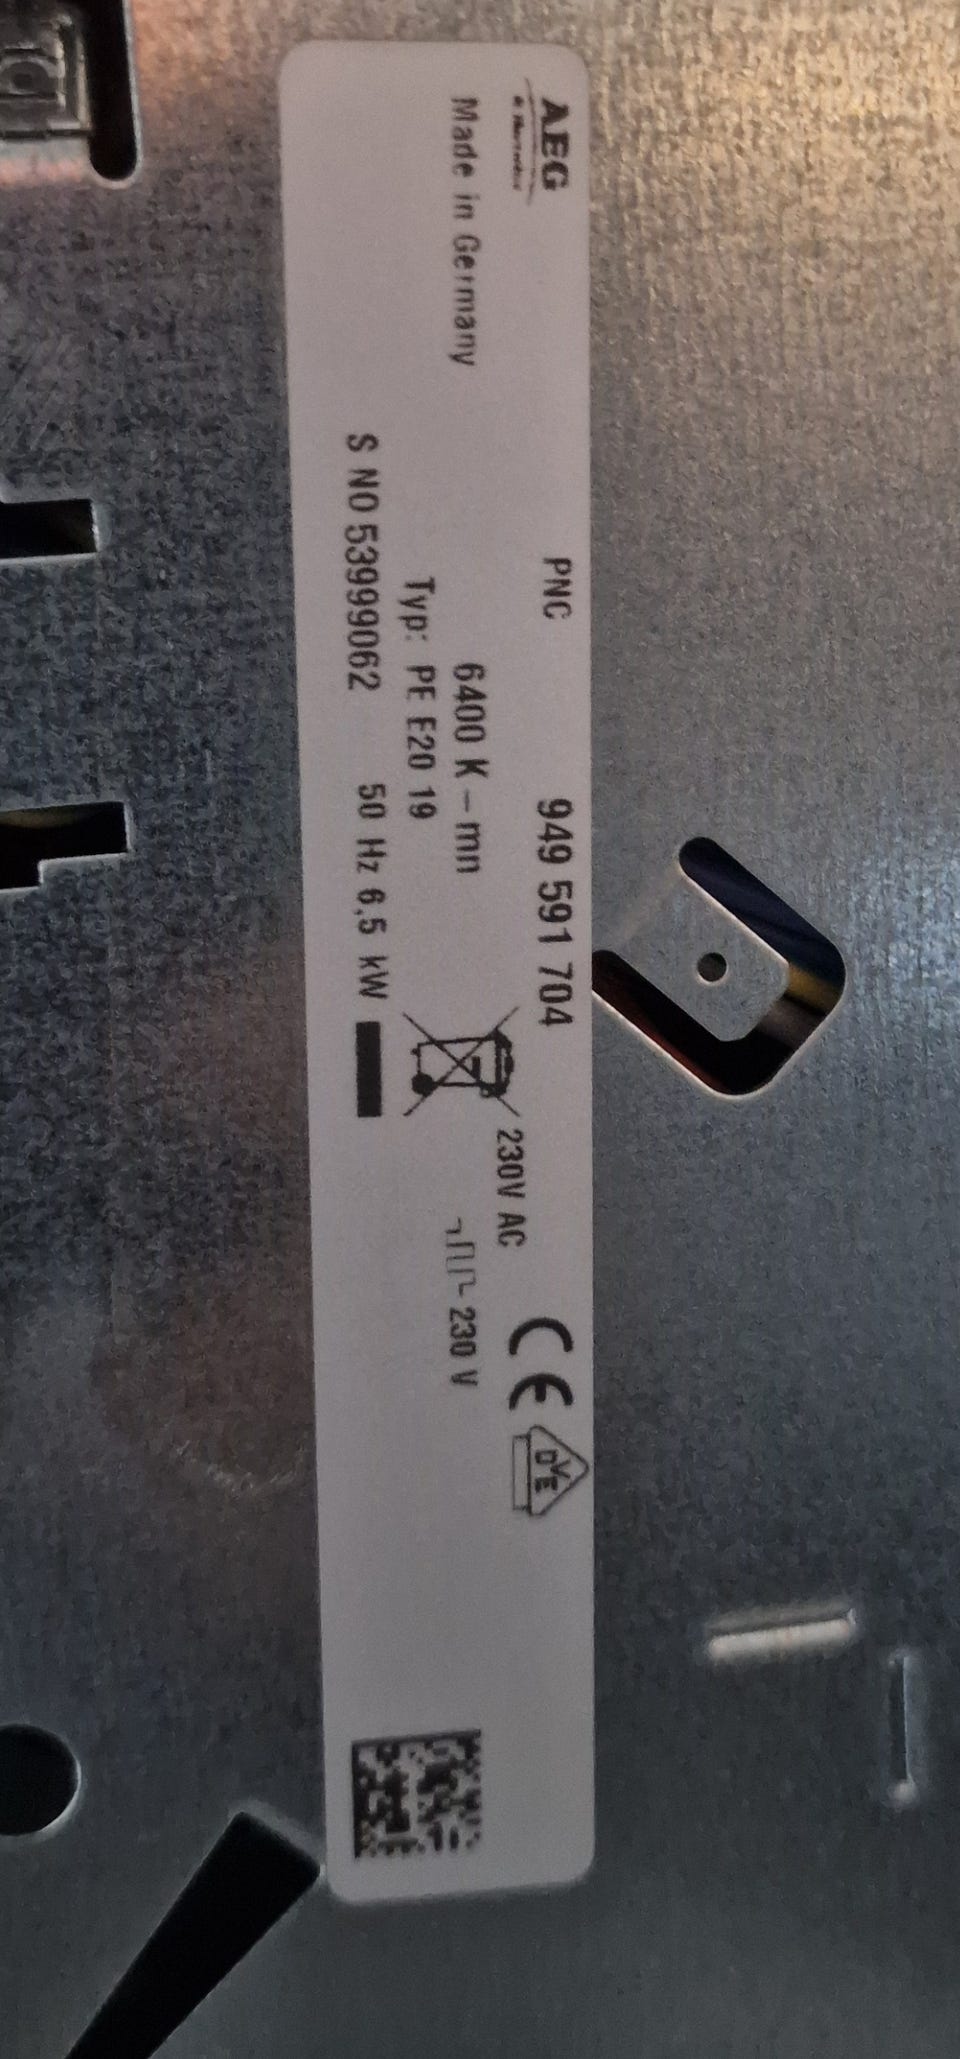 AEG
Made in Germany
PNC 949 591 704
6400 K-mn
Typ: PE E20 19
S NO 53999062 50 Hz 6,5 kW
230V AC
230 V
CE
DVE